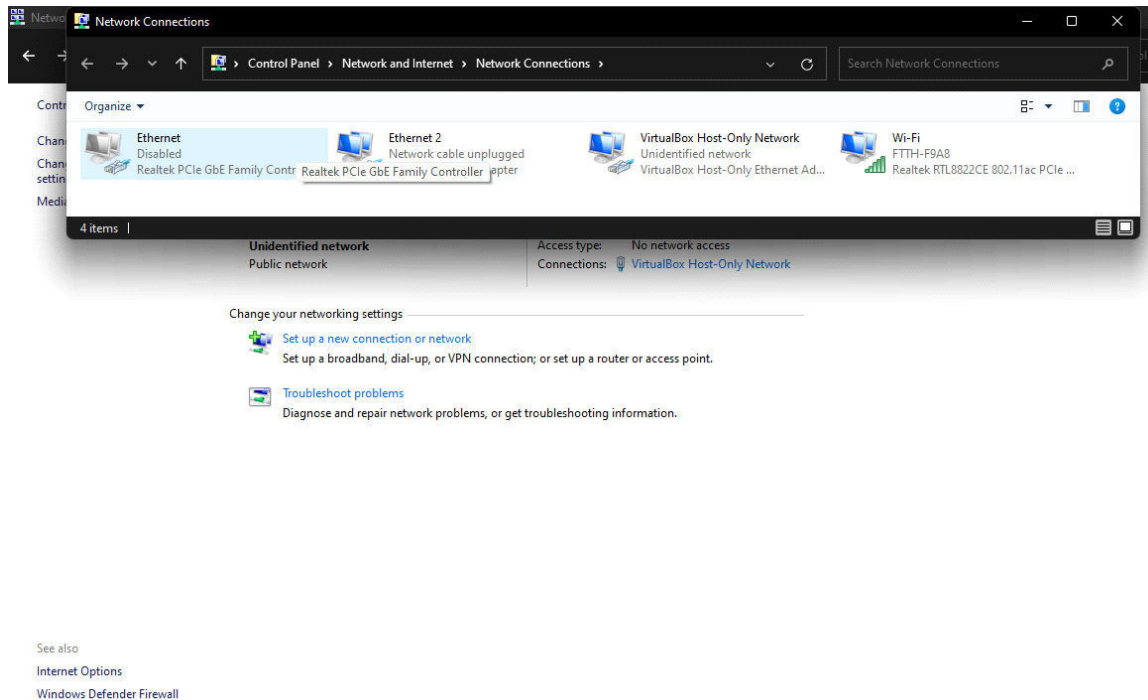 Netwo
Network Connections
Control Panel > Network and Internet > Network Connections >
Search Network Connections
Organize
Ethernet
Disabled
Realtek PCIe GbE Family Contr
Realtek PCIe GbE Family Controller
Ethernet 2
Network cable unplugged
apter
VirtualBox Host-Only Network
Unidentified network
VirtualBox Host-Only Ethernet Ad...
Wi-Fi
FTTH-F9A8
Realtek RTL8822CE 802.11ac PCIe ...
4 items
Contr
Chan
Chan
settin
Media
Unidentified network
Public network
Access type: No network access
Connections: VirtualBox Host-Only Network
Change your networking settings
Set up a new connection or network
Set up a broadband, dial-up, or VPN connection; or set up a router or access point.
Troubleshoot problems
Diagnose and repair network problems, or get troubleshooting information.
See also
Internet Options
Windows Defender Firewall